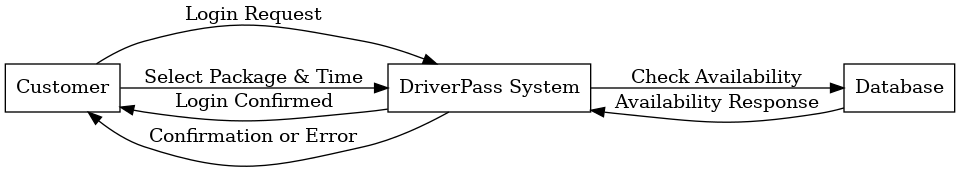 Login Request
Customer
Select Package & Time
DriverPass System
Check Availability
Database
Login Confirmed
Availability Response
Confirmation or Error